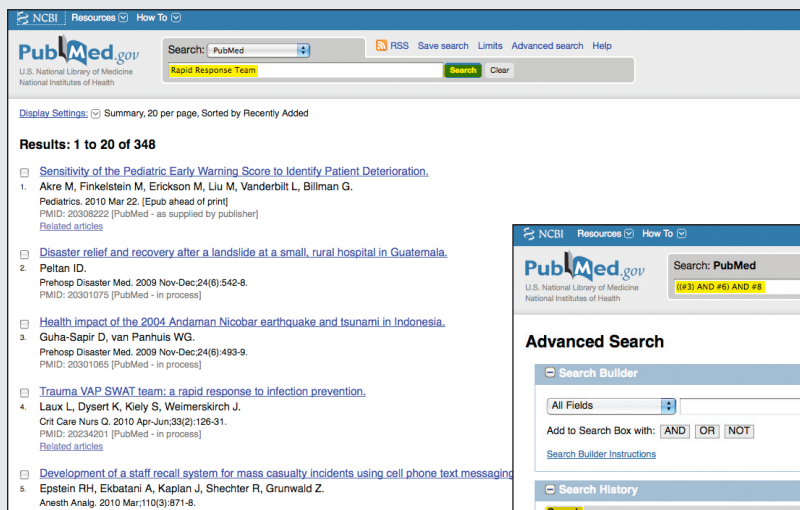 NCBI Resources How To
PubMed.gov
U.S. National Library of Medicine
National Institutes of Health
Search: PubMed
RSS Save search Limits Advanced search Help
Rapid Response Team
Search Clear
Display Settings: Summary, 20 per page, Sorted by Recently Added
Results: 1 to 20 of 348
Sensitivity of the Pediatric Early Warning Score to Identify Patient Deterioration.
1. Akre M, Finkelstein M, Erickson M, Liu M, Vanderbilt L, Billman G.
Pediatrics. 2010 Mar 22. [Epub ahead of print]
PMID: 20308222 [PubMed - as supplied by publisher]
Related articles
Disaster relief and recovery after a landslide at a small, rural hospital in Guatemala.
2. Peltan ID.
Prehosp Disaster Med. 2009 Nov-Dec;24(6):542-8.
PMID: 20301075 [PubMed - in process]
Health impact of the 2004 Andaman Nicobar earthquake and tsunami in Indonesia.
3. Guha-Sapir D, van Panhuis WG.
Prehosp Disaster Med. 2009 Nov-Dec;24(6):493-9.
PMID: 20301065 [PubMed - in process]
Trauma VAP SWAT team: a rapid response to infection prevention.
4. Laux L, Dysert K, Kiely S, Weimerskirch J.
Crit Care Nurs Q. 2010 Apr-Jun;33(2):126-31.
PMID: 20234201 [PubMed - in process]
Related articles
Development of a staff recall system for mass casualty incidents using cell phone text messaging
5. Epstein RH, Ekbatani A, Kaplan J, Shechter R, Grunwald Z.
Anesth Analg. 2010 Mar;110(3):871-8.
NCBI Resources How To
PubMed.gov
U.S. National Library of Medicine
National Institutes of Health
Search: PubMed
((#3) AND #6) AND #8
Advanced Search
Search Builder
All Fields
Add to Search Box with: AND OR NOT
Search Builder Instructions
Search History